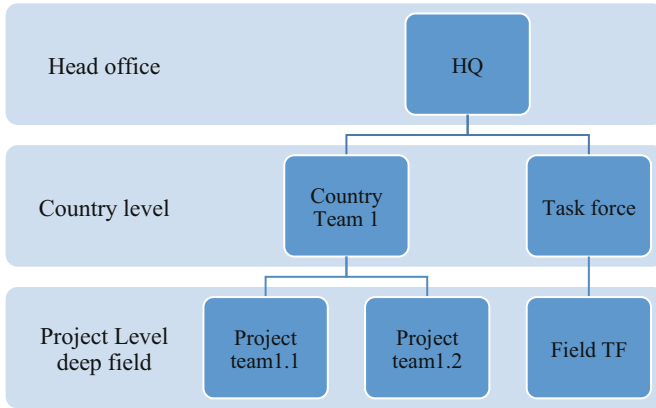 Head office
HQ
Country level
Country
Team 1
Task force
Project Level
deep field
Project
team1.1
Project
team1.2
Field TF